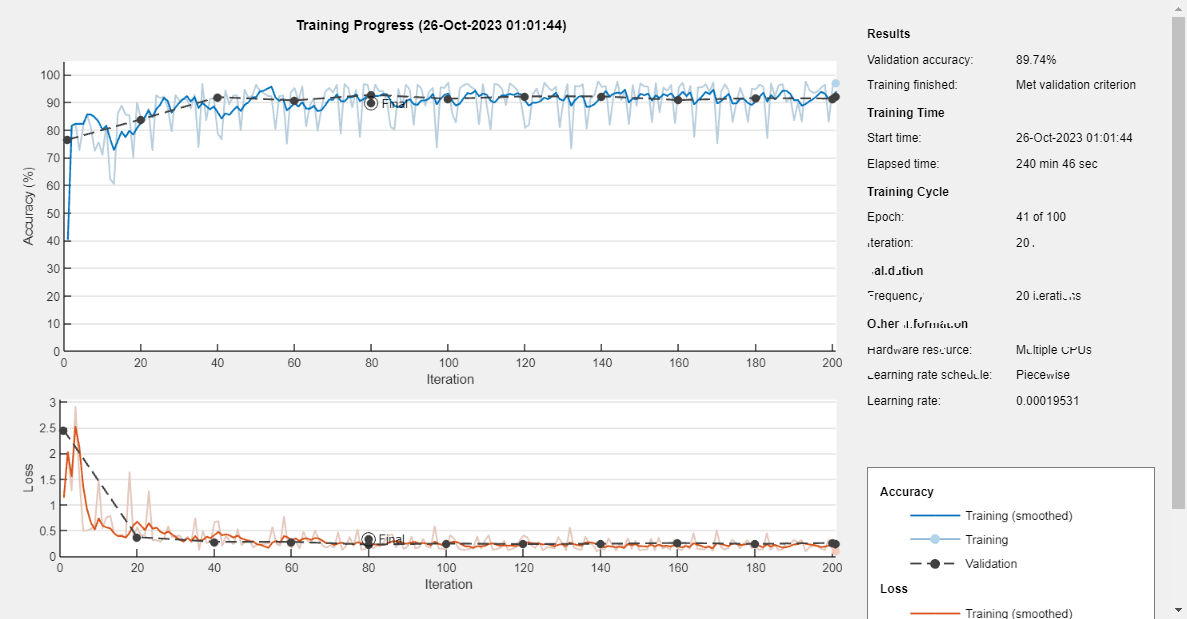 Training Progress (26-Oct-2023 01:01:44)
100
90
80
70
60
50
40
30
20
10
0
Accuracy (%)
Final
0 20 40 60 80 100 120 140 160 180 200
Iteration
3
2.5
2
1.5
1
0.5
0
Loss
Final
0 20 40 60 80 100 120 140 160 180 200
Iteration
Results
Validation accuracy: 89.74%
Training finished: Met validation criterion
Training Time
Start time: 26-Oct-2023 01:01:44
Elapsed time: 240 min 46 sec
Training Cycle
Epoch: 41 of 100
Iteration:
Validation
Frequency: 20 iterations
Other Information
Hardware resource: Multiple CPUs
Learning rate schedule: Piecewise
Learning rate: 0.00019531
Accuracy
Training (smoothed)
Training
Validation
Loss
Training (smoothed)